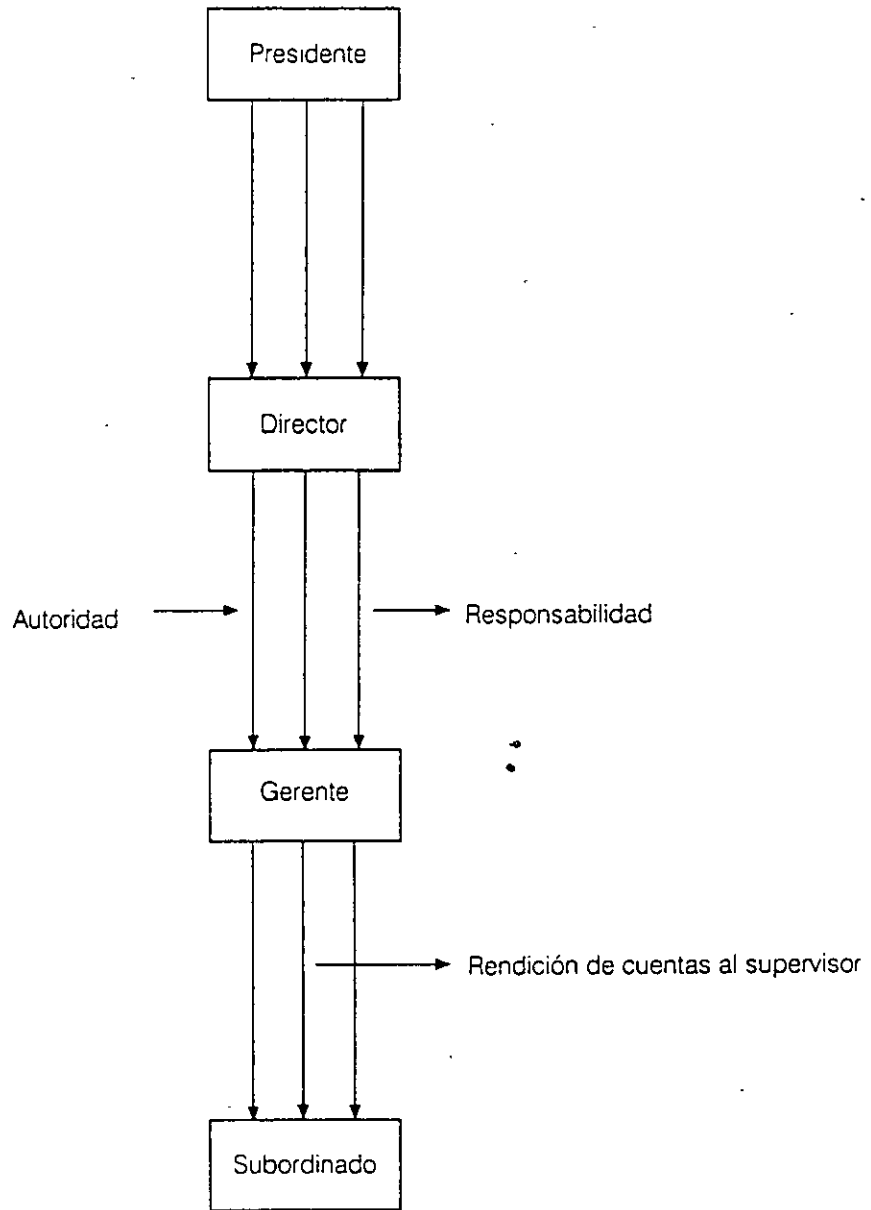 Presidente
Director
Autoridad
Responsabilidad
Gerente
Rendición de cuentas al supervisor
Subordinado